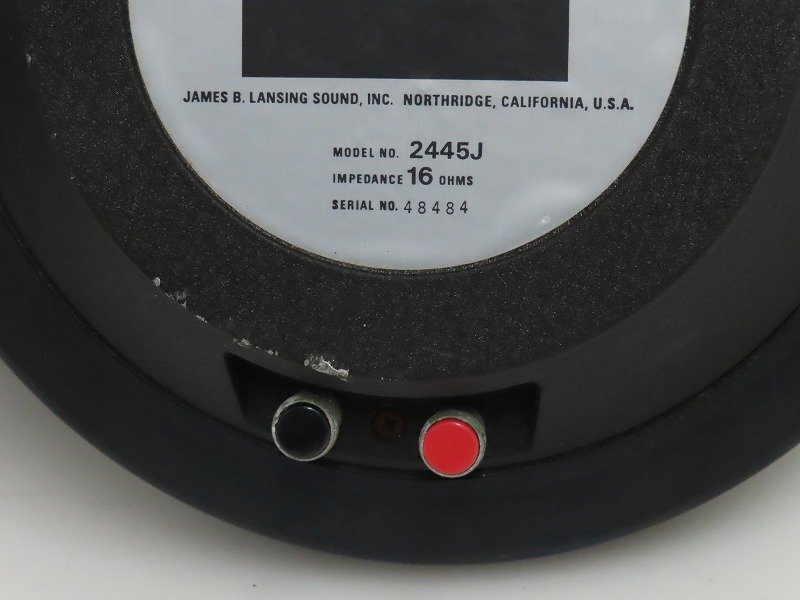 JAMES B. LANSING SOUND, INC. NORTHRIDGE, CALIFORNIA, U.S.A.
MODEL NO. 2445J
IMPEDANCE 16 OHMS
SERIAL NO. 48484